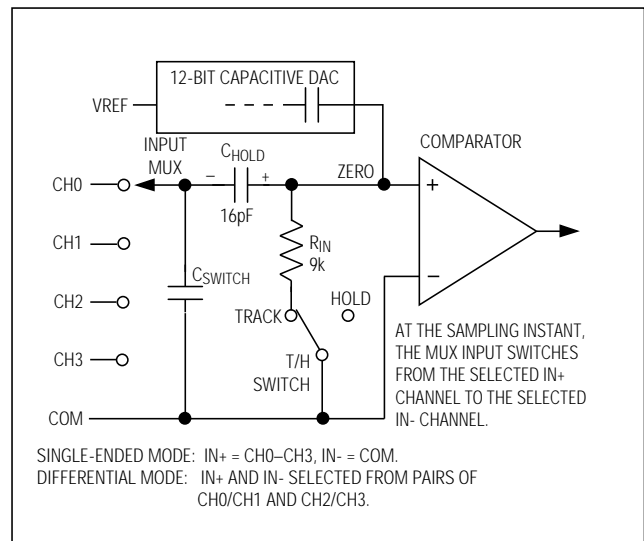 12-BIT CAPACITIVE DAC
VREF
INPUT
MUX
C HOLD
− +
16pF
ZERO
COMPARATOR
+
−
CH0
CH1
CH2
CH3
C SWITCH
R IN
9k
TRACK
HOLD
T/H
SWITCH
COM
AT THE SAMPLING INSTANT,
THE MUX INPUT SWITCHES
FROM THE SELECTED IN+
CHANNEL TO THE SELECTED
IN- CHANNEL.
SINGLE-ENDED MODE: IN+ = CH0–CH3, IN- = COM.
DIFFERENTIAL MODE: IN+ AND IN- SELECTED FROM PAIRS OF
CH0/CH1 AND CH2/CH3.